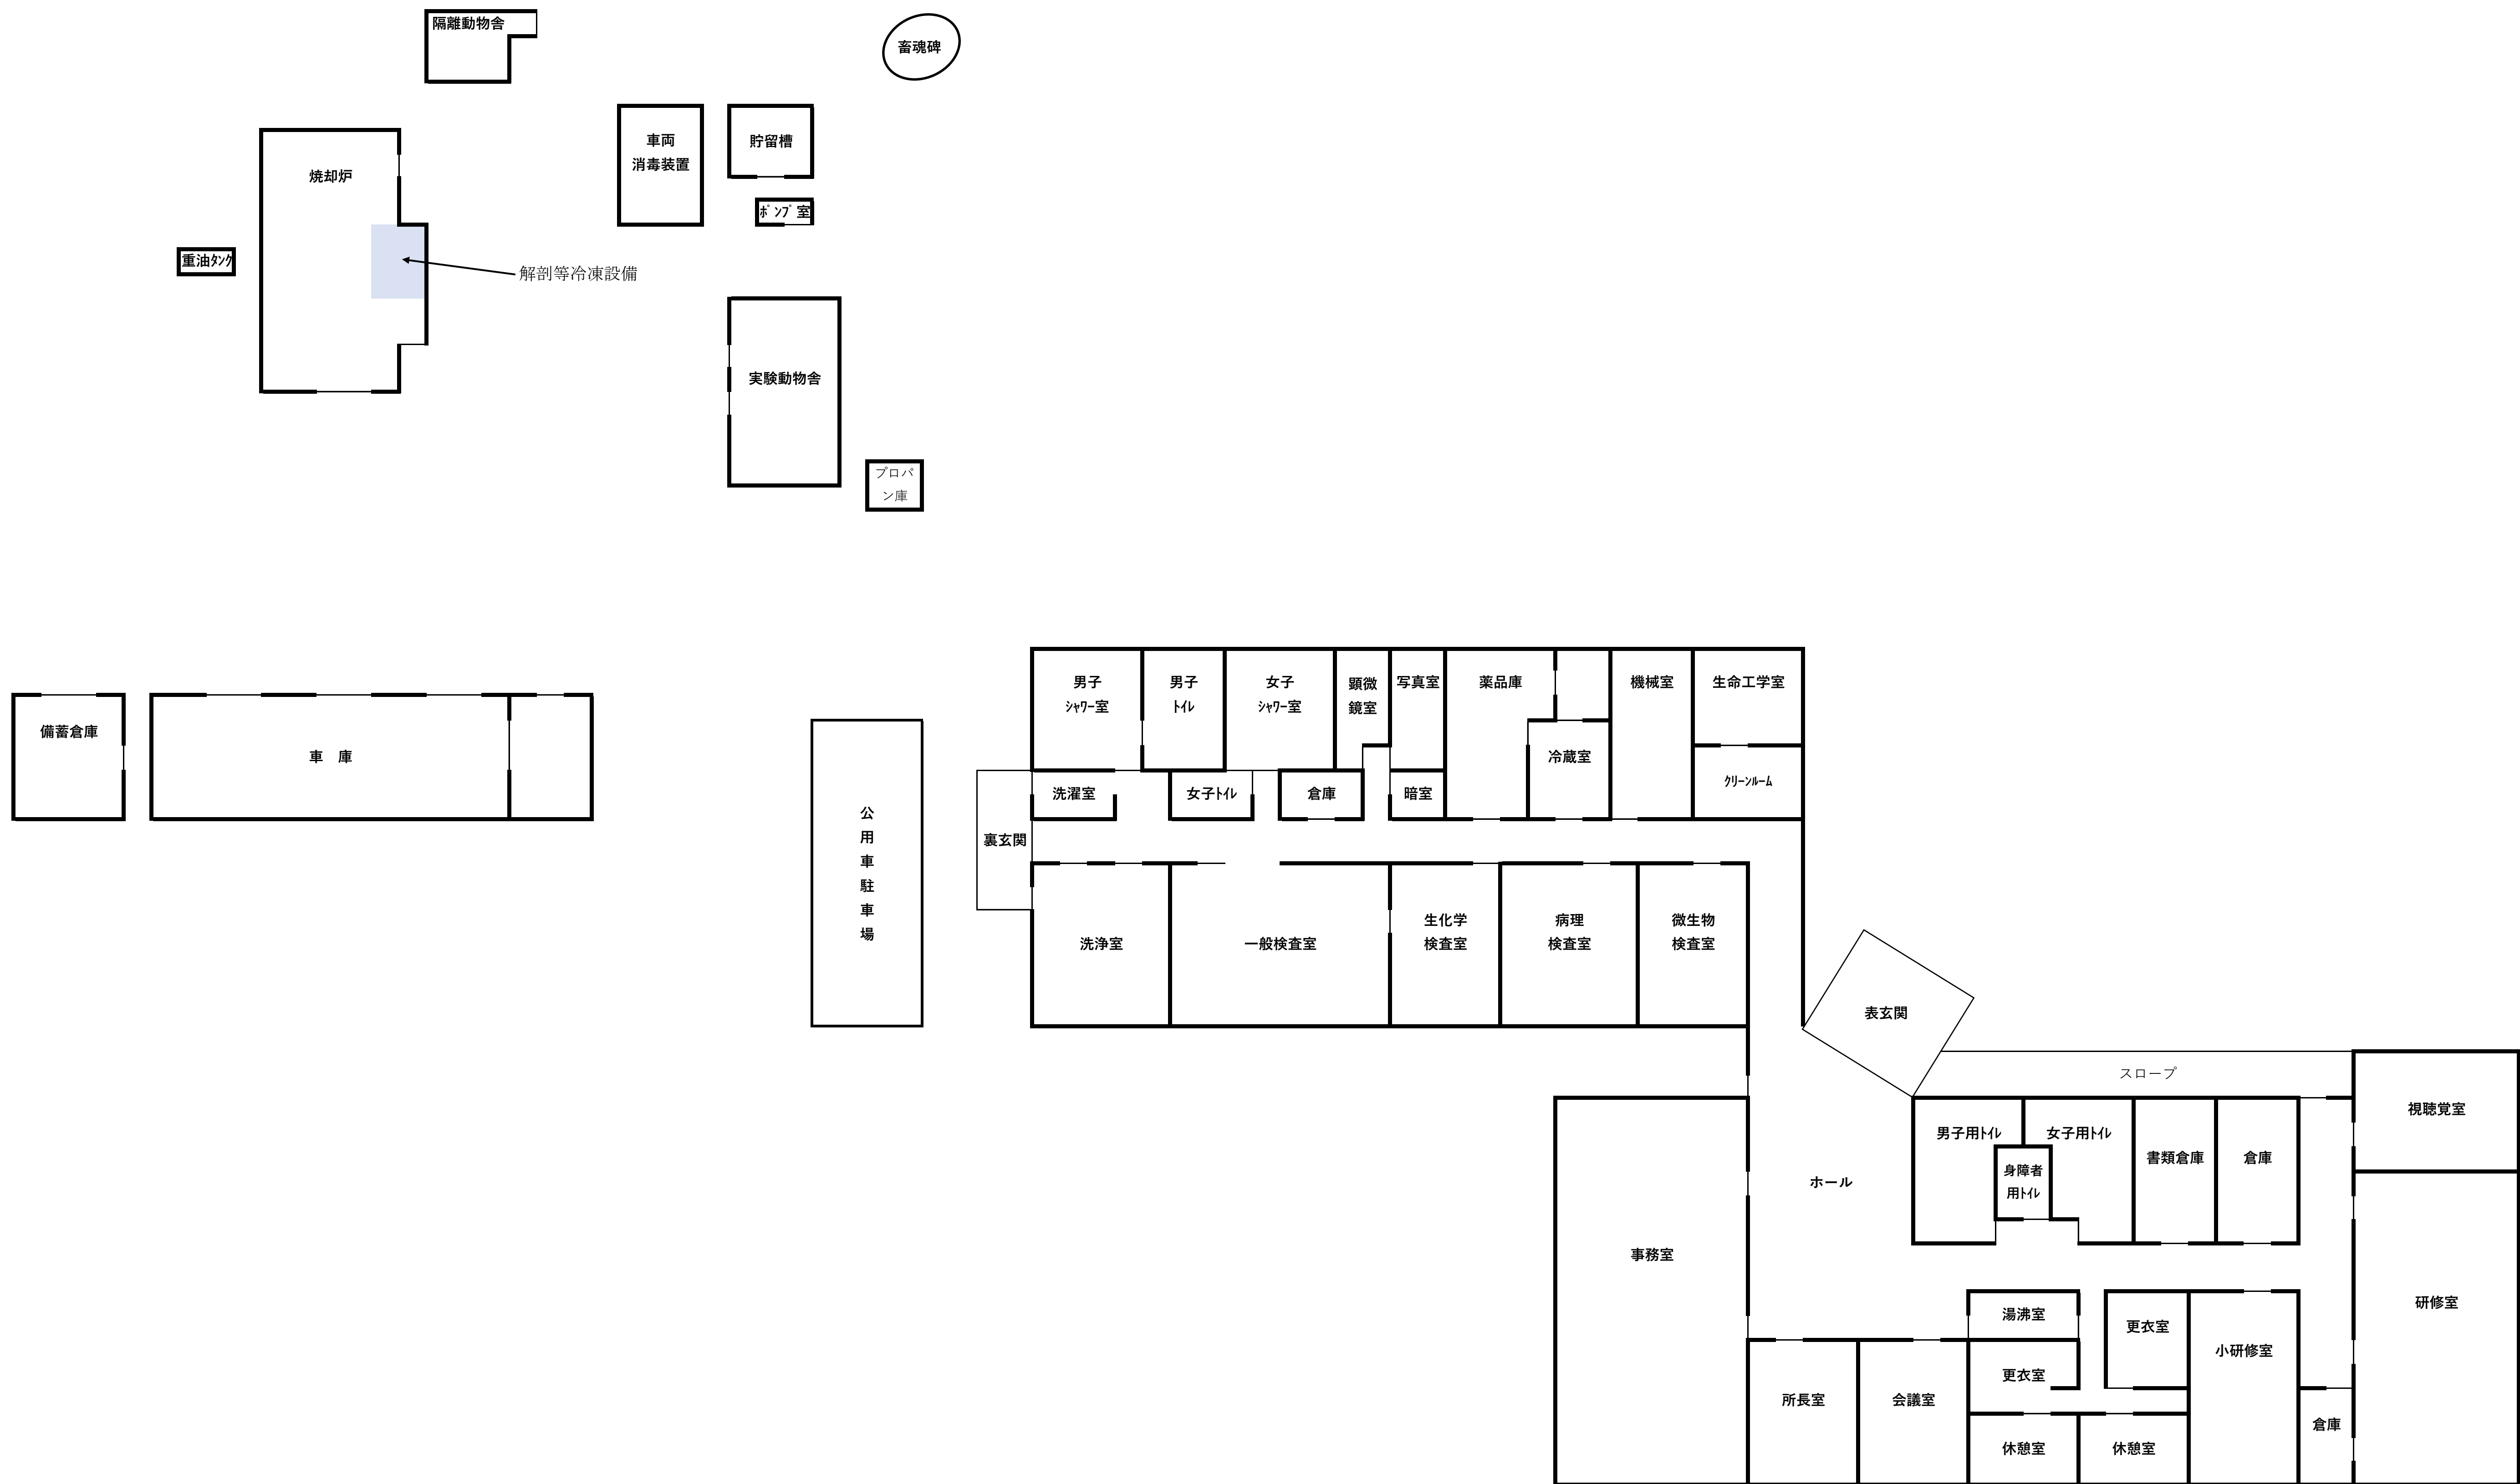 隔離動物舎
畜魂碑
車両
消毒装置
貯留槽
焼却炉
ﾎﾟﾝﾌﾟ室
重油ﾀﾝｸ
解剖等冷凍設備
実験動物舎
プロパ
ン庫
備蓄倉庫
車　庫
公
用
車
駐
車
場
男子
ｼｬﾜｰ室
男子
ﾄｲﾚ
女子
ｼｬﾜｰ室
顕微
鏡室
写真室
薬品庫
機械室
生命工学室
冷蔵室
ｸﾘｰﾝﾙｰﾑ
洗濯室
女子ﾄｲﾚ
倉庫
暗室
裏玄関
洗浄室
一般検査室
生化学
検査室
病理
検査室
微生物
検査室
表玄関
スロープ
視聴覚室
男子用ﾄｲﾚ
女子用ﾄｲﾚ
身障者
用ﾄｲﾚ
書類倉庫
倉庫
ホール
事務室
研修室
湯沸室
更衣室
小研修室
更衣室
所長室
会議室
倉庫
休憩室
休憩室